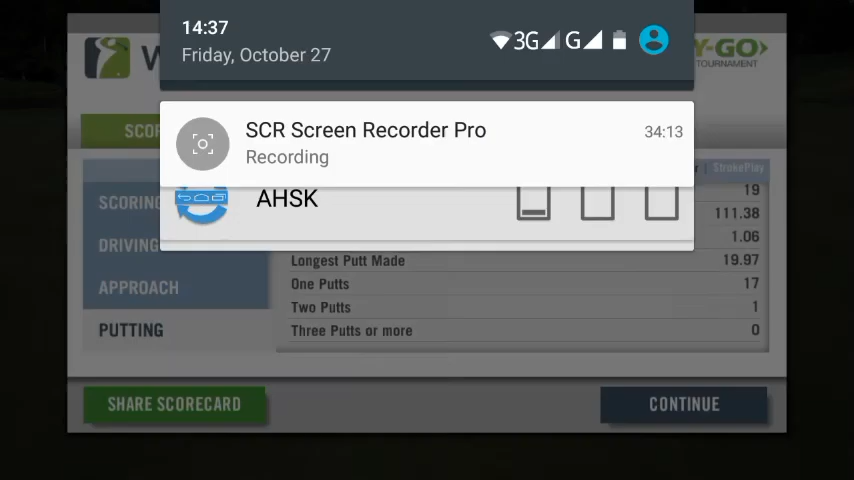 14:37
Friday, October 27
3G G
W
Y-GO
TOURNAMENT
SCO
SCR Screen Recorder Pro
34:13
Recording
StrokePlay
AHSK
SCORING
19
111.38
DRIVING
1.06
Longest Putt Made 19.97
APPROACH
One Putts 17
Two Putts 1
PUTTING
Three Putts or more 0
SHARE SCORECARD
CONTINUE